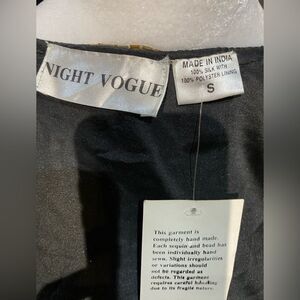 NIGHT VOGUE
MADE IN INDIA
100% SILK WITH
100% POLYSTER LINING
S
This garment is
completely hand made.
Each sequin and bead has
been individually hand
sewn. Slight irregularities
or variations should
not be regarded as
defects. This garment
requires careful handling
due to its fragile nature.